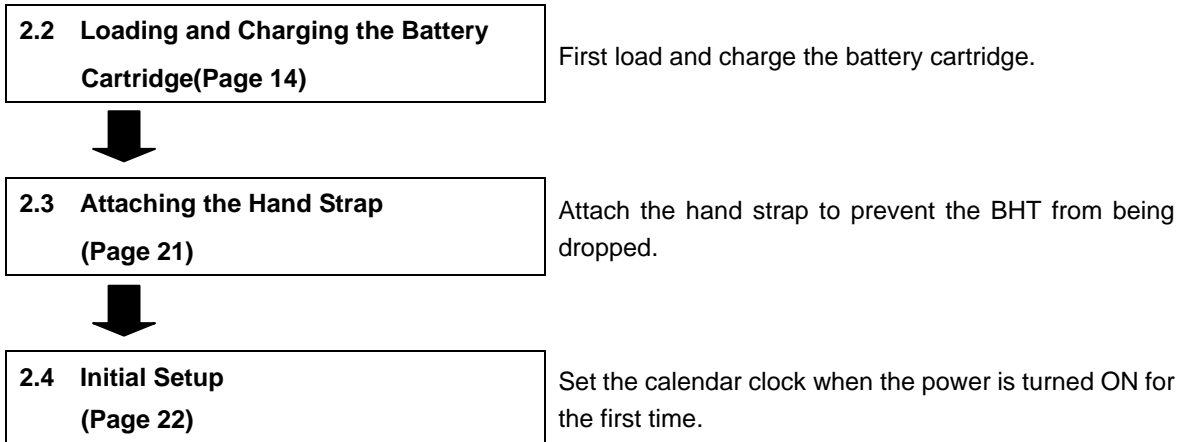 2.2 Loading and Charging the Battery
Cartridge(Page 14)
First load and charge the battery cartridge.
2.3 Attaching the Hand Strap
(Page 21)
Attach the hand strap to prevent the BHT from being
dropped.
2.4 Initial Setup
(Page 22)
Set the calendar clock when the power is turned ON for
the first time.